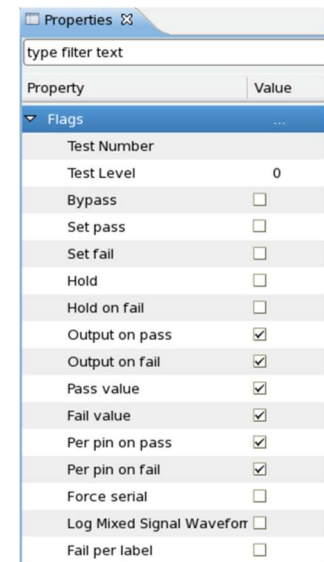 Properties
type filter text
Property Value
Flags ...
Test Number
Test Level 0
Bypass
Set pass
Set fail
Hold
Hold on fail
Output on pass
Output on fail
Pass value
Fail value
Per pin on pass
Per pin on fail
Force serial
Log Mixed Signal Wavefor
Fail per label